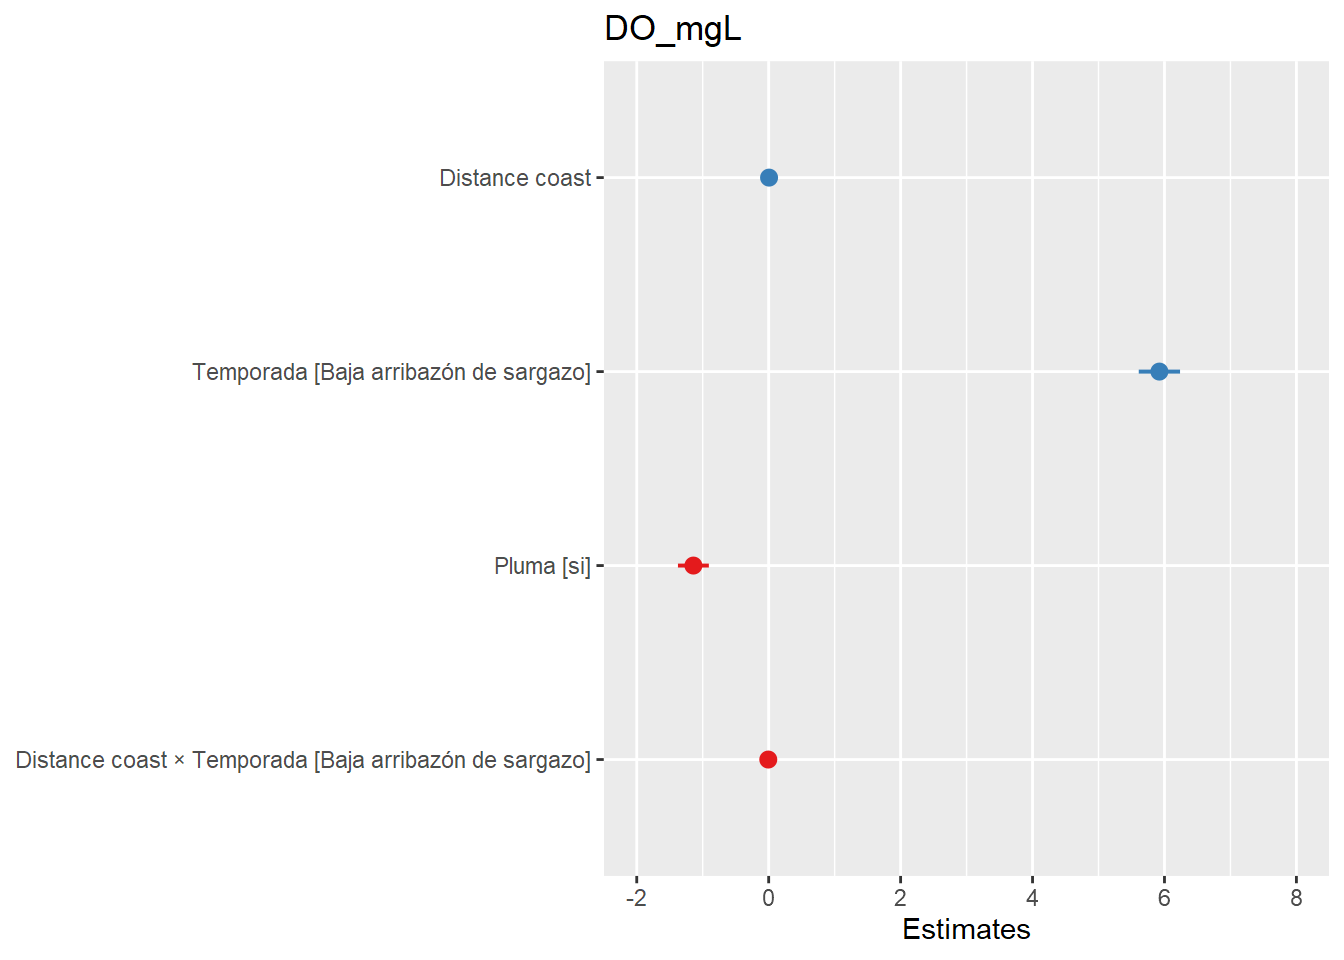 DO_mgL
Distance coast
Temporada [Baja arribazón de sargazo]
Pluma [si]
Distance coast × Temporada [Baja arribazón de sargazo]
-2 0 2 4 6 8
Estimates